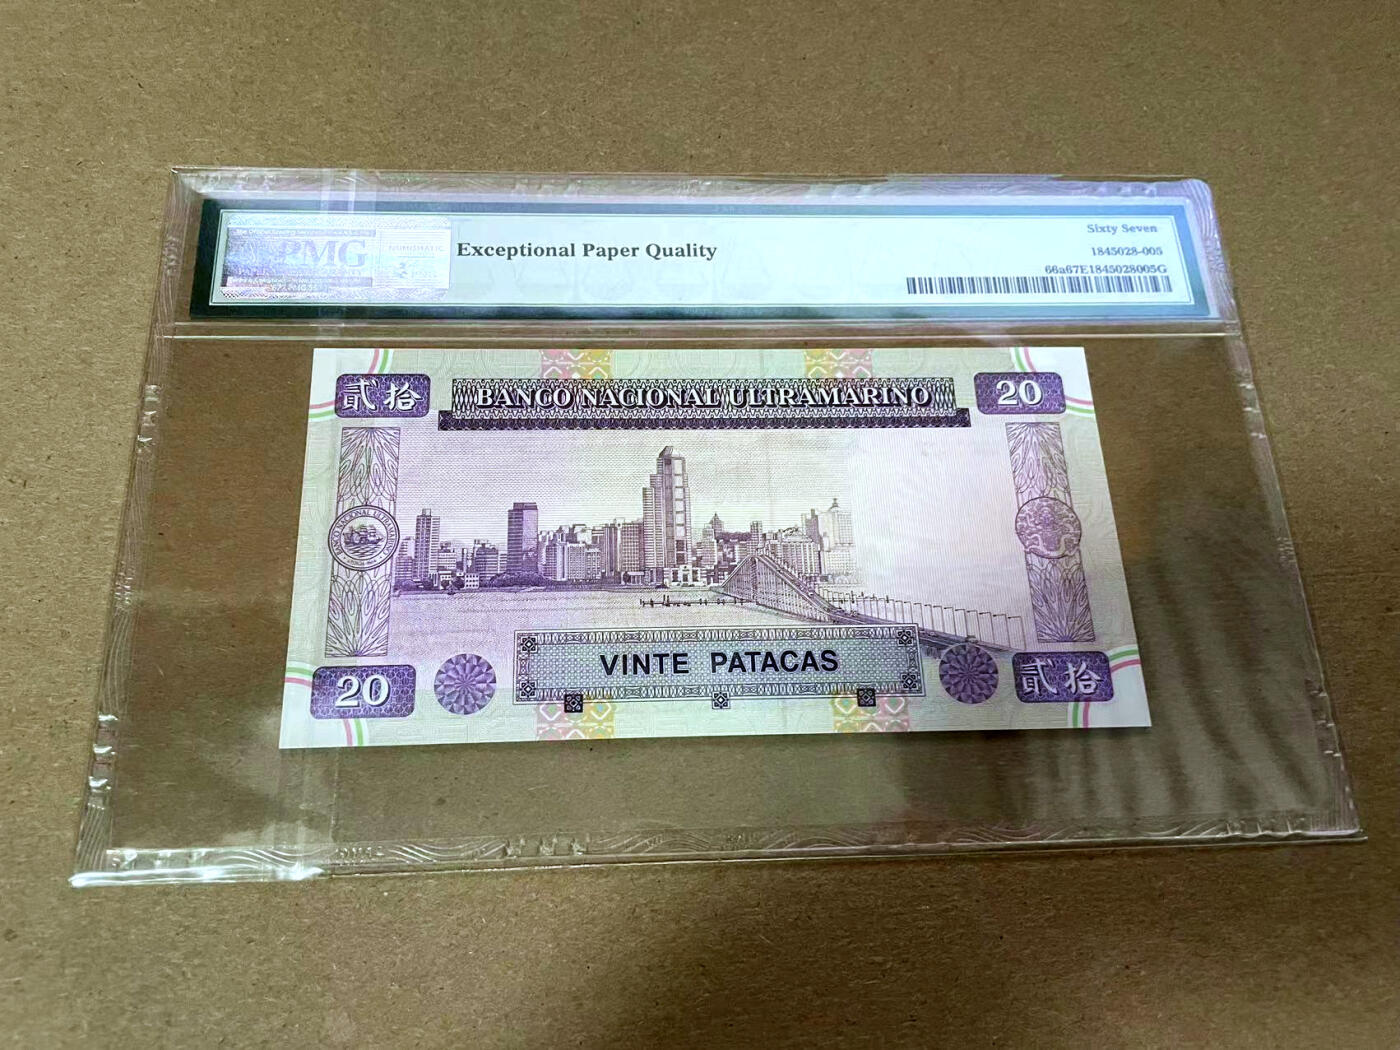 PMG
NUMISMATIC
Exceptional Paper Quality
Sixty Seven
1845028-005
66a67E1845028005G
貳拾
BANCO NACIONAL ULTRAMARINO
20
VINTE PATACAS
20
貳拾